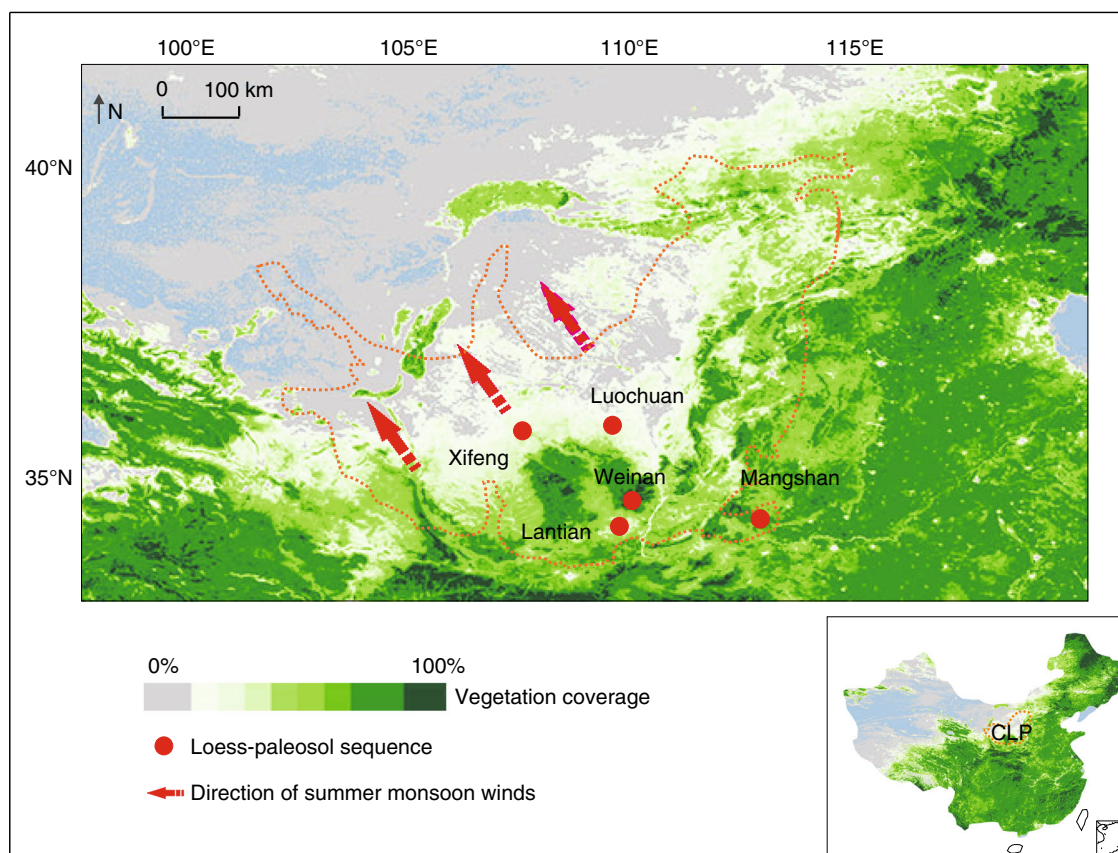 100°E 105°E 110°E 115°E
0 100 km
N
40°N
35°N
Luochuan
Xifeng
Weinan
Mangshan
Lantian
0% 100%
Vegetation coverage
Loess-paleosol sequence
Direction of summer monsoon winds
CLP